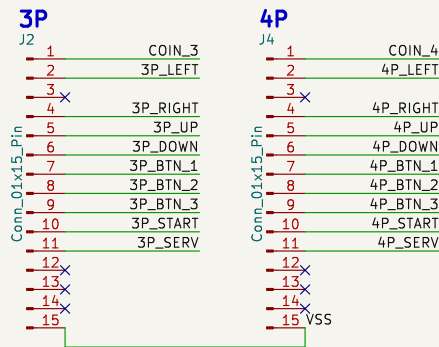 3P
J2
1 COIN_3
2 3P_LEFT
3
4 3P_RIGHT
5 3P_UP
6 3P_DOWN
7 3P_BTN_1
8 3P_BTN_2
9 3P_BTN_3
10 3P_START
11 3P_SERV
12
13
14
15
Conn_01x15_Pin
4P
J4
1 COIN_4
2 4P_LEFT
3
4 4P_RIGHT
5 4P_UP
6 4P_DOWN
7 4P_BTN_1
8 4P_BTN_2
9 4P_BTN_3
10 4P_START
11 4P_SERV
12
13
14
15 VSS
Conn_01x15_Pin